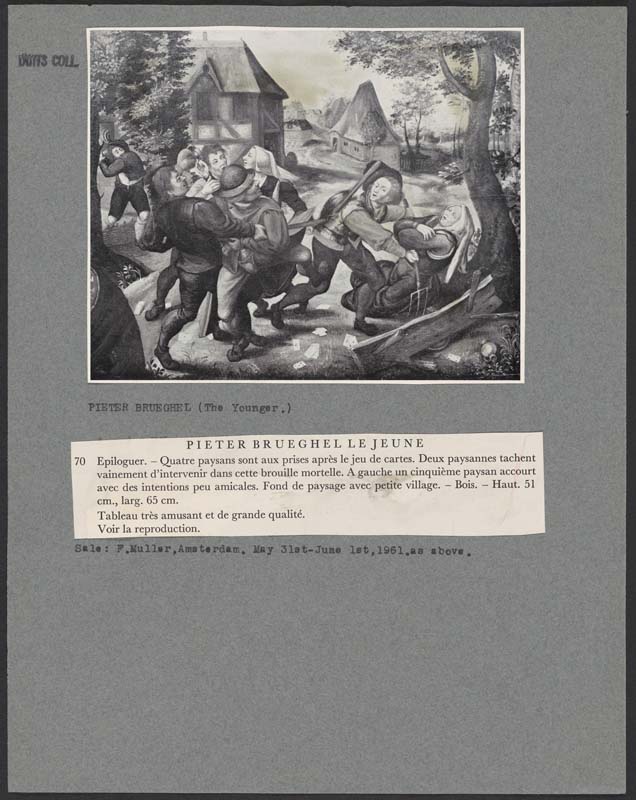 WITTS COLL.
PIETER BRUEGHEL (The Younger.)
PIETER BRUEGHEL LE JEUNE
70 Epiloguer. – Quatre paysans sont aux prises après le jeu de cartes. Deux paysannes tachent
vainement d'intervenir dans cette brouille mortelle. A gauche un cinquième paysan accourt
avec des intentions peu amicales. Fond de paysage avec petite village. – Bois. – Haut. 51
cm., larg. 65 cm.
Tableau très amusant et de grande qualité.
Voir la reproduction.
Sale: F.Muller,Amsterdam. May 31st-June 1st,1961.as above.